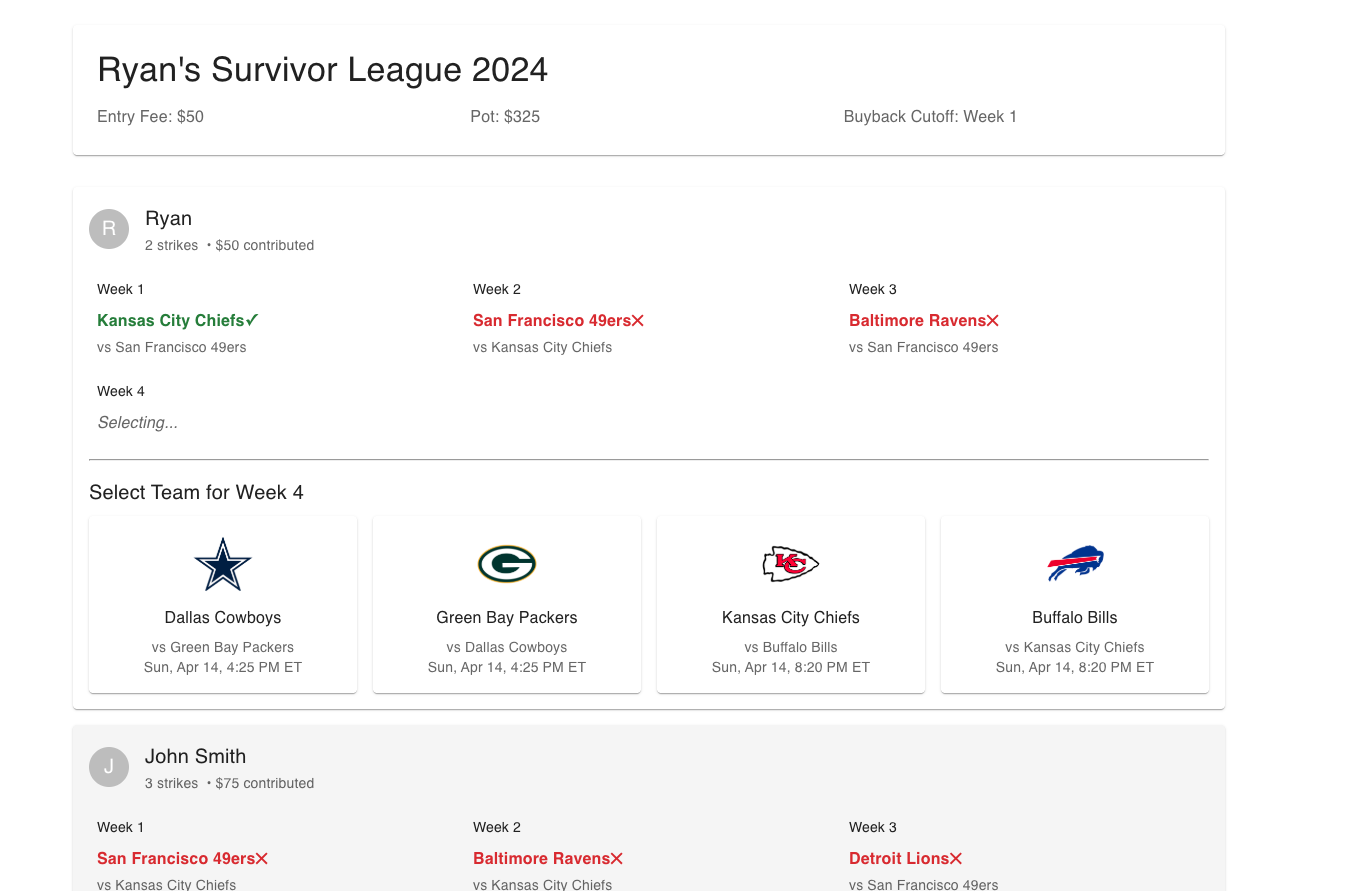 Ryan's Survivor League 2024
Entry Fee: $50 Pot: $325 Buyback Cutoff: Week 1
R
Ryan
2 strikes • $50 contributed
Week 1 Week 2 Week 3
Kansas City Chiefs✓ San Francisco 49ers✕ Baltimore Ravens✕
vs San Francisco 49ers vs Kansas City Chiefs vs San Francisco 49ers
Week 4
Selecting...
Select Team for Week 4
G KC
Dallas Cowboys Green Bay Packers Kansas City Chiefs Buffalo Bills
vs Green Bay Packers vs Dallas Cowboys vs Buffalo Bills vs Kansas City Chiefs
Sun, Apr 14, 4:25 PM ET Sun, Apr 14, 4:25 PM ET Sun, Apr 14, 8:20 PM ET Sun, Apr 14, 8:20 PM ET
J
John Smith
3 strikes • $75 contributed
Week 1 Week 2 Week 3
San Francisco 49ers✕ Baltimore Ravens✕ Detroit Lions✕
vs Kansas City Chiefs vs Kansas City Chiefs vs San Francisco 49ers